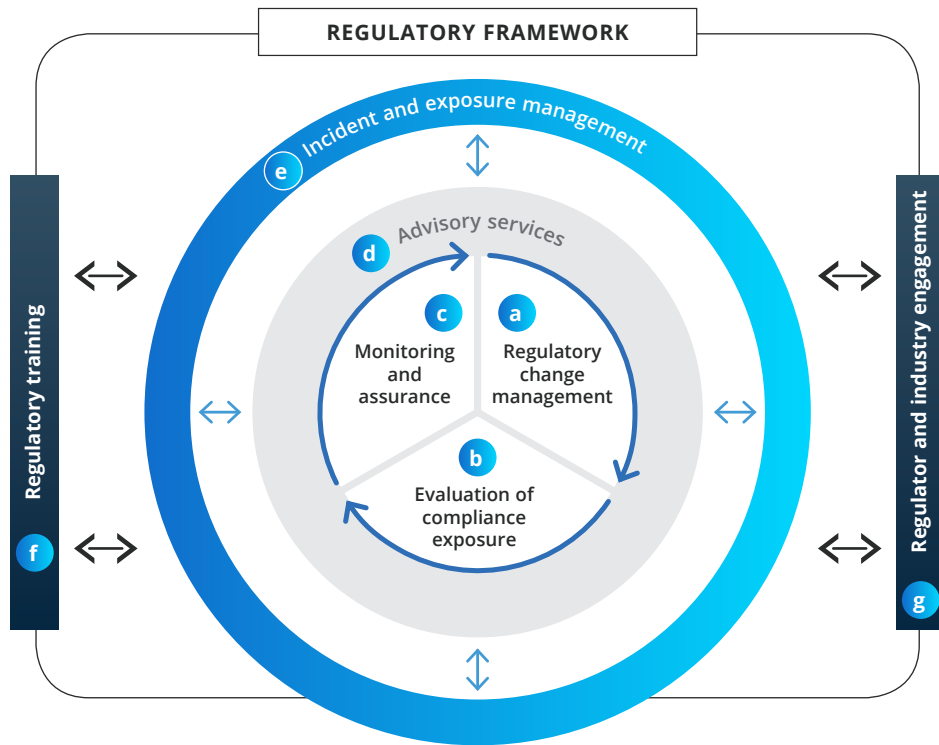 REGULATORY FRAMEWORK
e
Incident and exposure management
d
Advisory services
c
Monitoring
and
assurance
a
Regulatory
change
management
b
Evaluation of
compliance
exposure
Regulatory training
f
Regulator and industry engagement
g